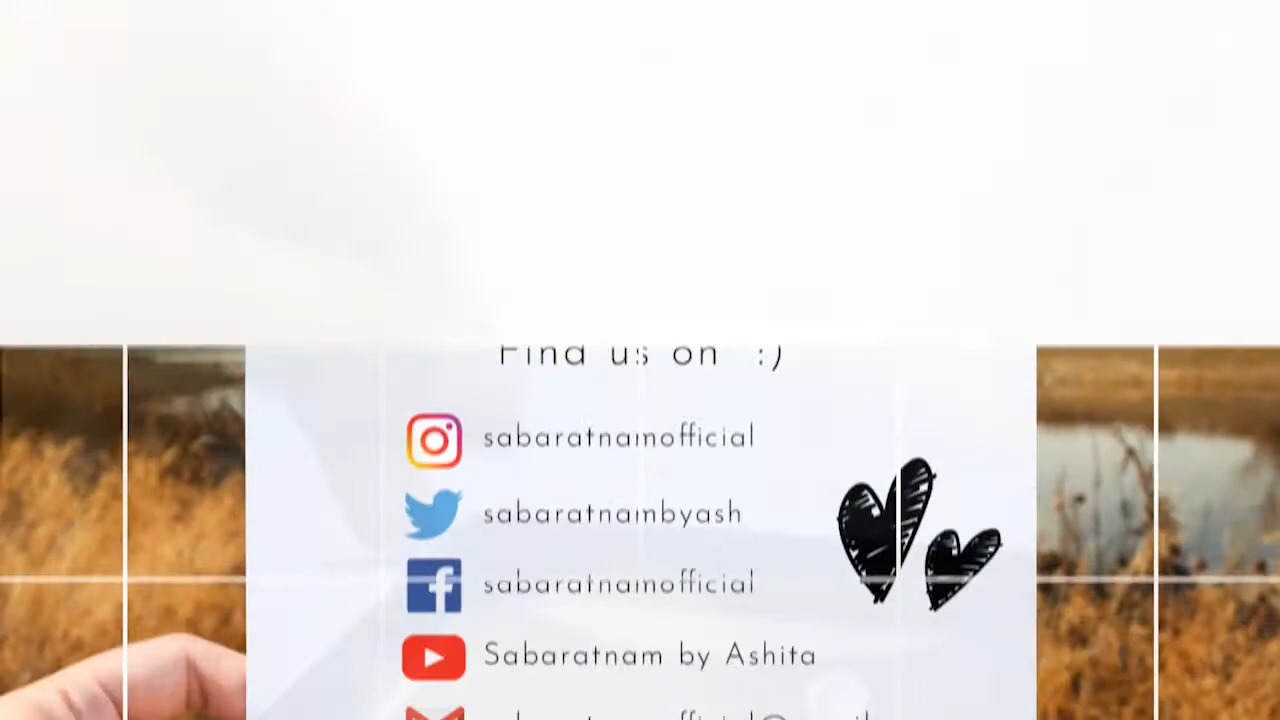 Find us on :)
sabaratnamofficial
sabaratnambyash
sabaratnamofficial
Sabaratnam by Ashita